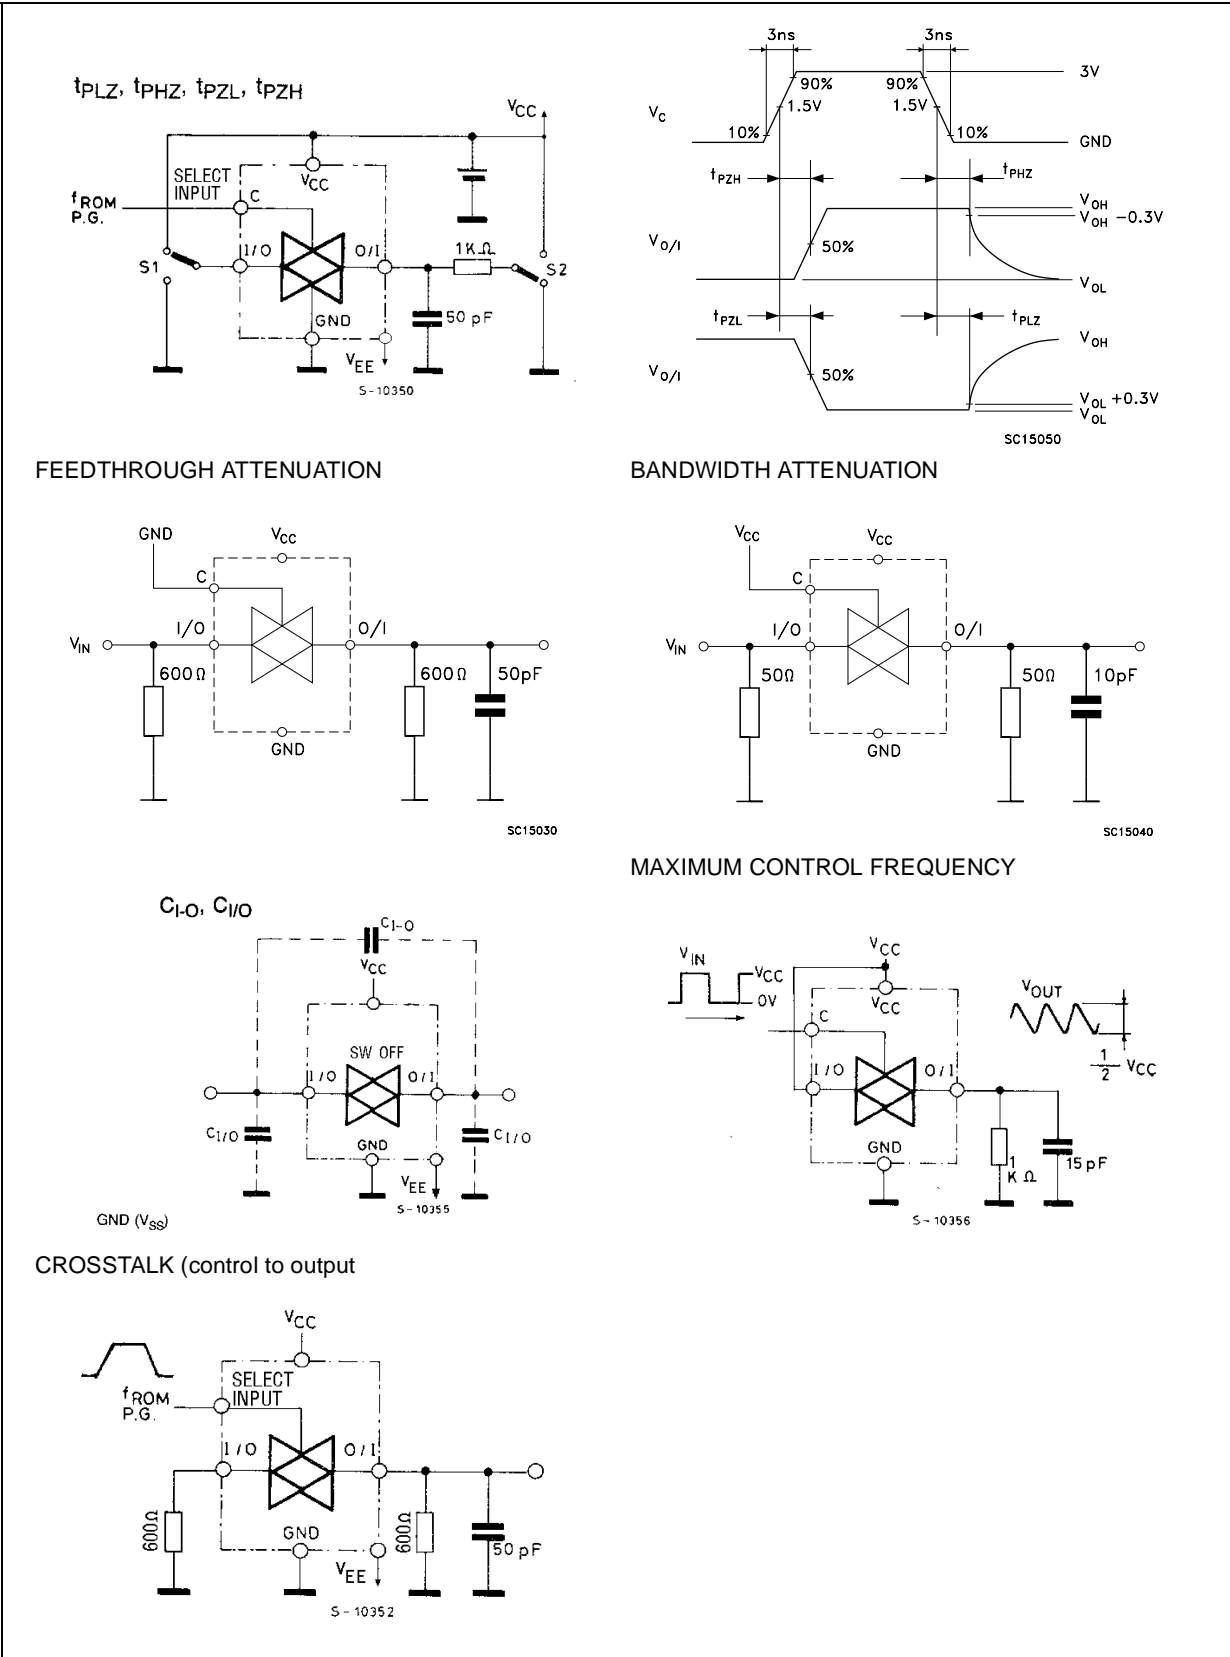 tPLZ, tPHZ, tPZL, tPZH
VCC
SELECT
INPUT
VCC
fROM
P.G.
C
I/O
O/I
1KΩ
S1
S2
GND
50 pF
VEE
S-10350
3ns
3ns
3V
90%
90%
VC
1.5V
1.5V
10%
10%
GND
tPZH
tPHZ
VOH
VOH -0.3V
VO/I
50%
VOL
tPZL
tPLZ
VOH
VO/I
50%
VOL +0.3V
VOL
SC15050
FEEDTHROUGH ATTENUATION
GND
VCC
C
I/O
O/I
VIN
600Ω
600Ω
50pF
GND
SC15030
BANDWIDTH ATTENUATION
VCC
VCC
C
I/O
O/I
VIN
50Ω
50Ω
10pF
GND
SC15040
CI-O, CI/O
CI-O
VCC
SW OFF
I/O
O/I
CI/O
CI/O
GND
VEE
S-10355
GND (VSS)
MAXIMUM CONTROL FREQUENCY
VIN
VCC
0V
VCC
VCC
VOUT
C
1/2 VCC
I/O
O/I
GND
1
KΩ
15pF
S-10356
CROSSTALK (control to output
VCC
SELECT
INPUT
fROM
P.G.
I/O
O/I
600Ω
GND
600Ω
50pF
VEE
S-10352